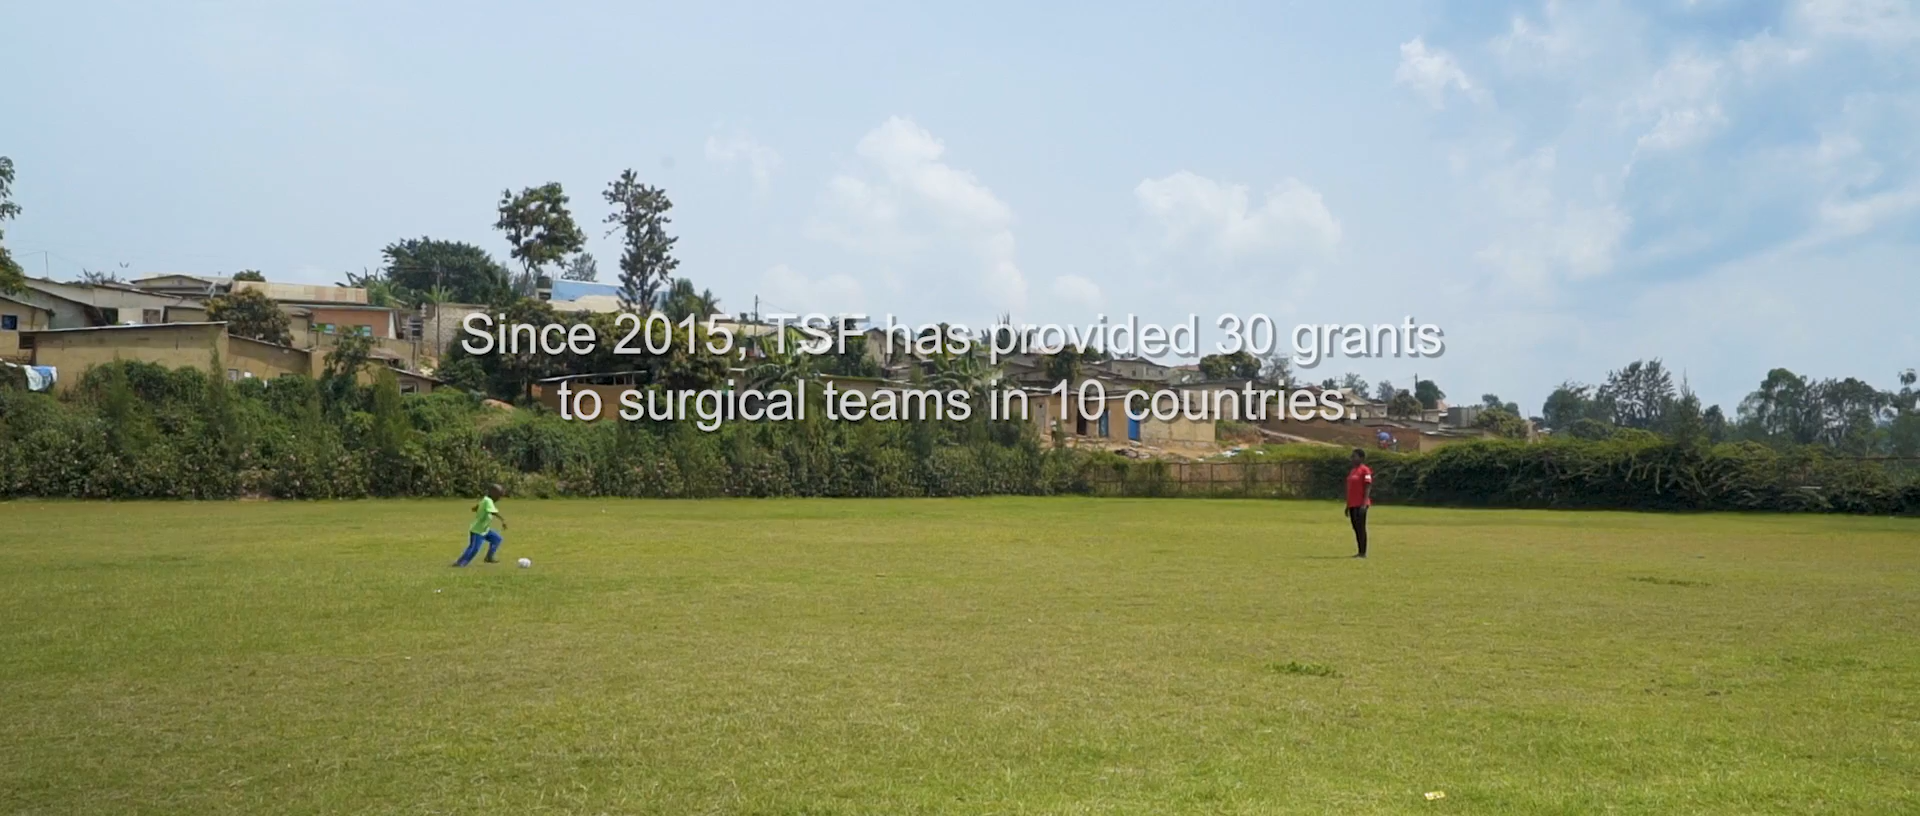 Since 2015, TSF has provided 30 grants
to surgical teams in 10 countries.